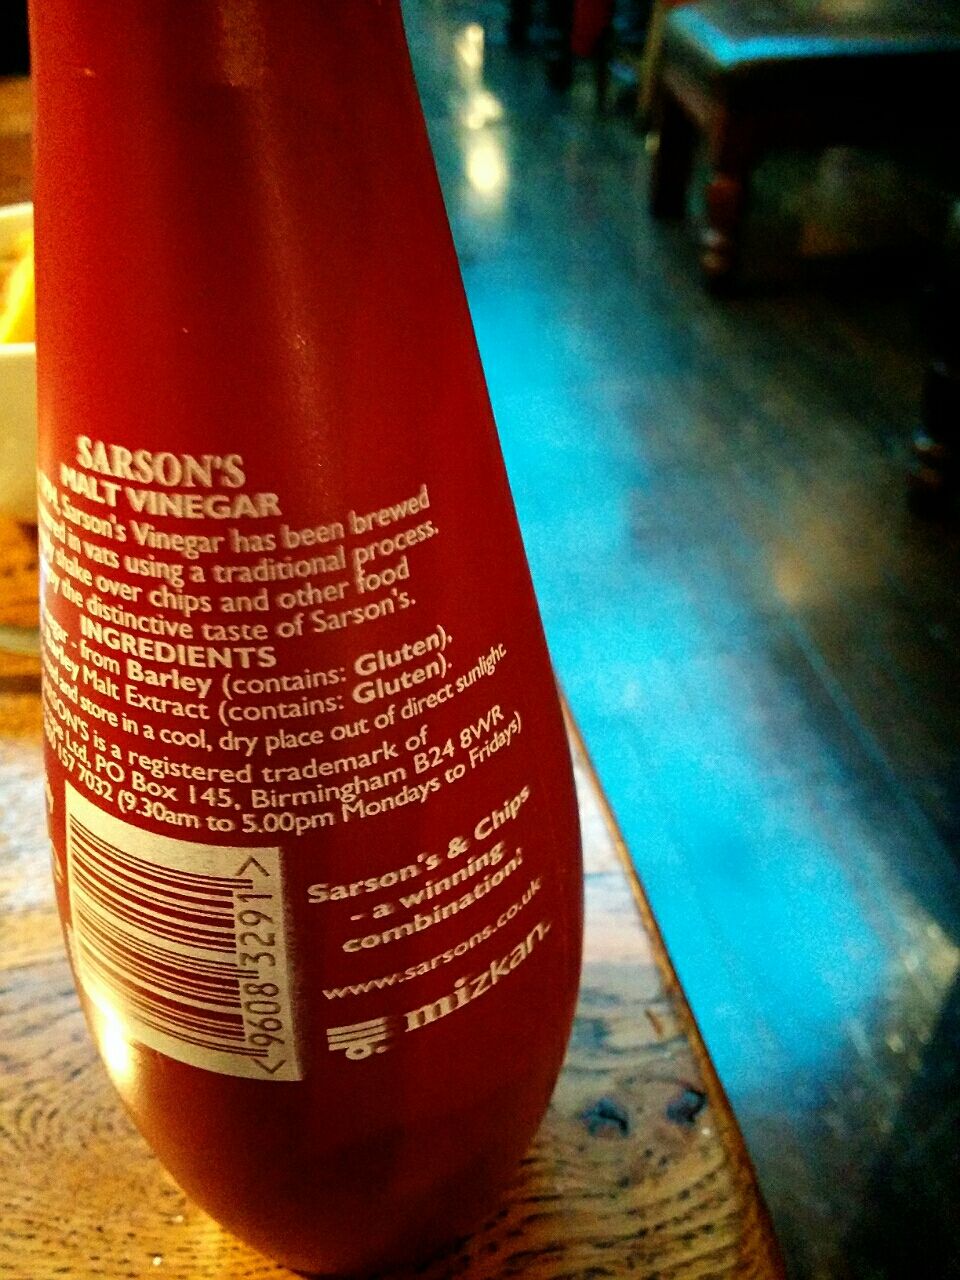 SARSON'S
MALT VINEGAR
Sarson's Vinegar has been brewed
in vats using a traditional process.
shake over chips and other food
the distinctive taste of Sarson's.
INGREDIENTS
- from Barley (contains: Gluten),
Barley Malt Extract (contains: Gluten).
and store in a cool, dry place out of direct sunlight.
SARSON'S is a registered trademark of
Ltd, PO Box 145, Birmingham B24 8WR
157 7032 (9.30am to 5.00pm Mondays to Fridays)
<9608 3291>
Sarson's & Chips
- a winning
combination!
www.sarsons.co.uk
mizkan.